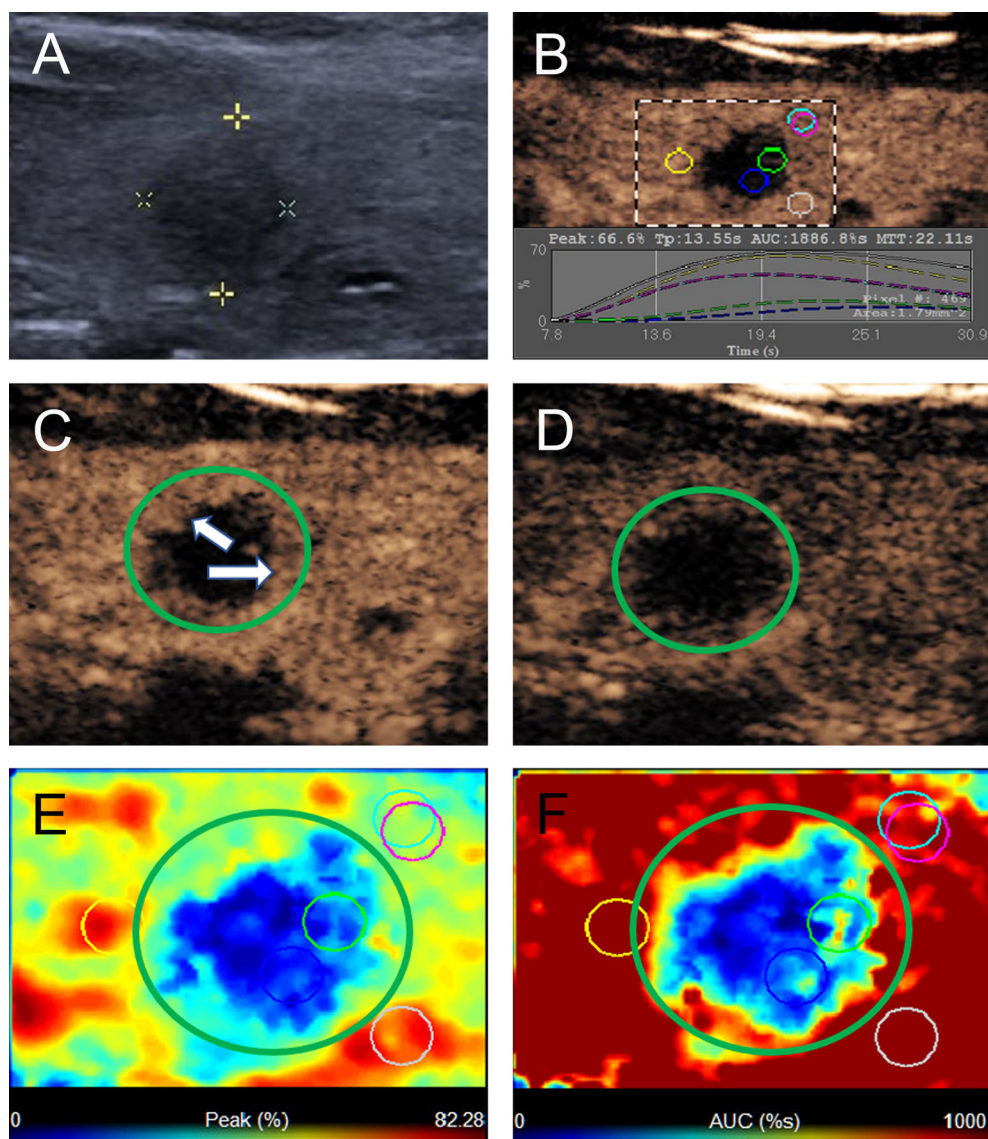 A
B
Peak:66.6% Tp:13.55s AUC:1886.8%s MTT:22.11s
70
%
Pixel #: 469
Area:1.79mm^2
0
7.8 13.6 19.4 25.1 30.9
Time (s)
C
D
E
F
0 Peak (%) 82.28
0 AUC (%s) 1000